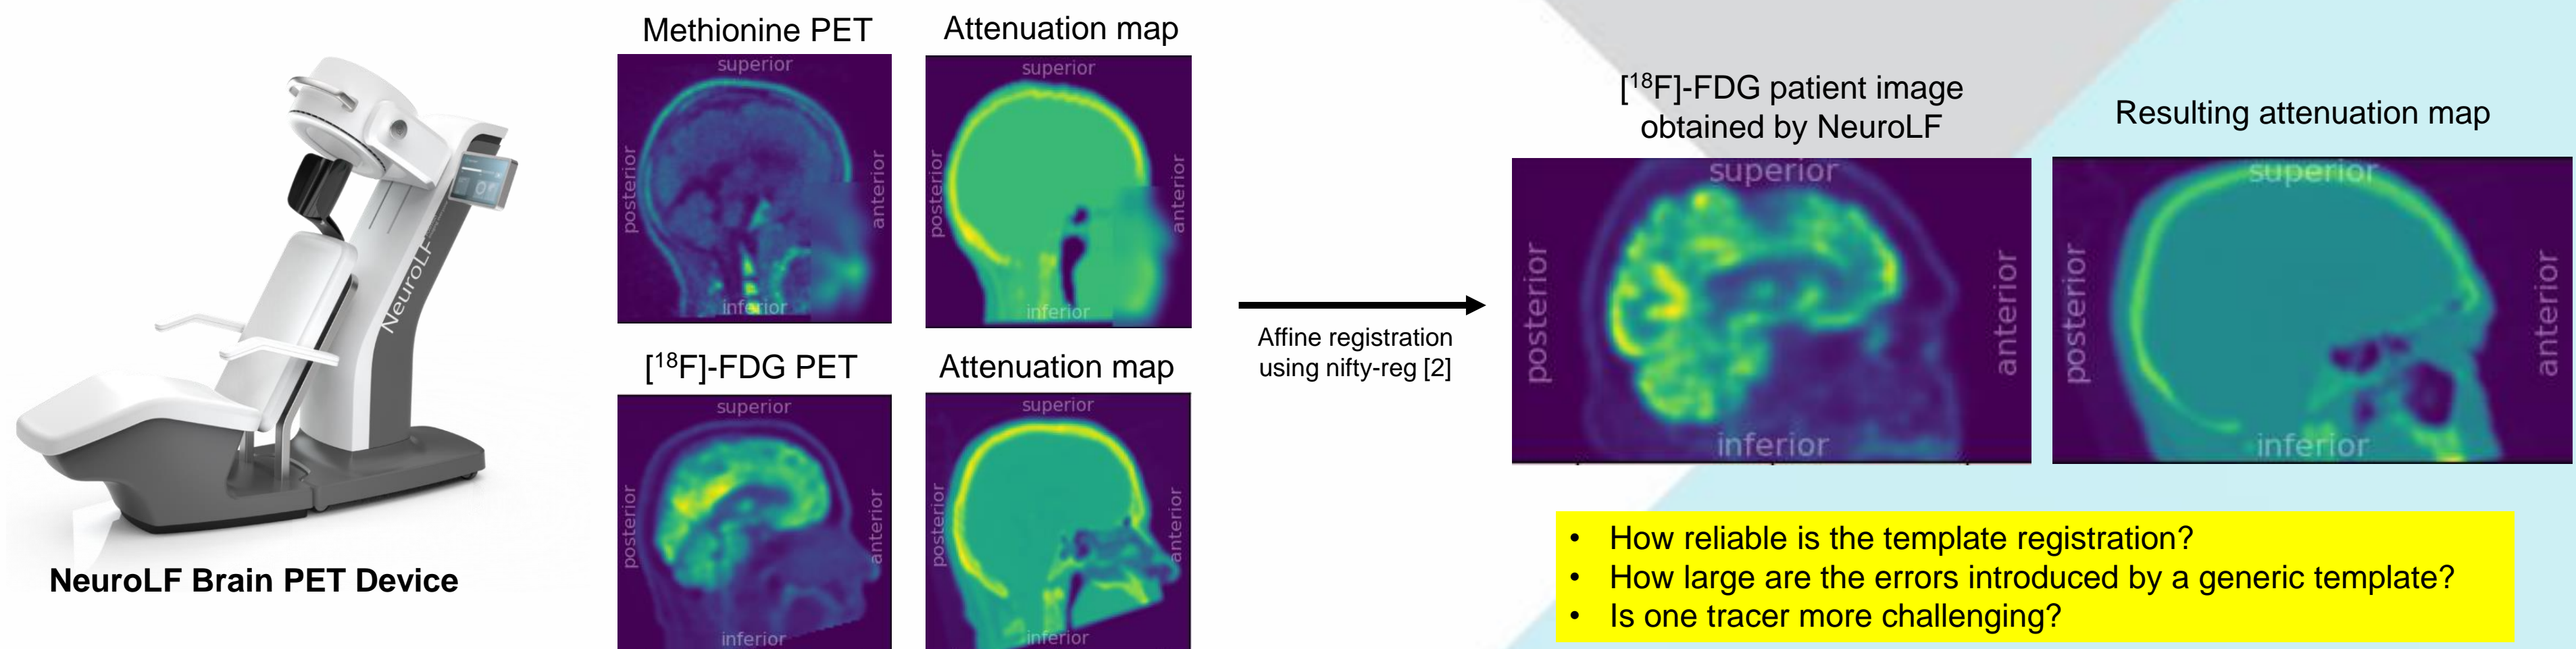 NeuroLF
NeuroLF Brain PET Device
Methionine PET
superior
posterior
anterior
inferior
Attenuation map
superior
posterior
anterior
inferior
[18F]-FDG PET
superior
posterior
anterior
inferior
Attenuation map
superior
posterior
anterior
inferior
Affine registration
using nifty-reg [2]
[18F]-FDG patient image
obtained by NeuroLF
superior
posterior
anterior
inferior
Resulting attenuation map
superior
posterior
anterior
inferior
• How reliable is the template registration?
• How large are the errors introduced by a generic template?
• Is one tracer more challenging?